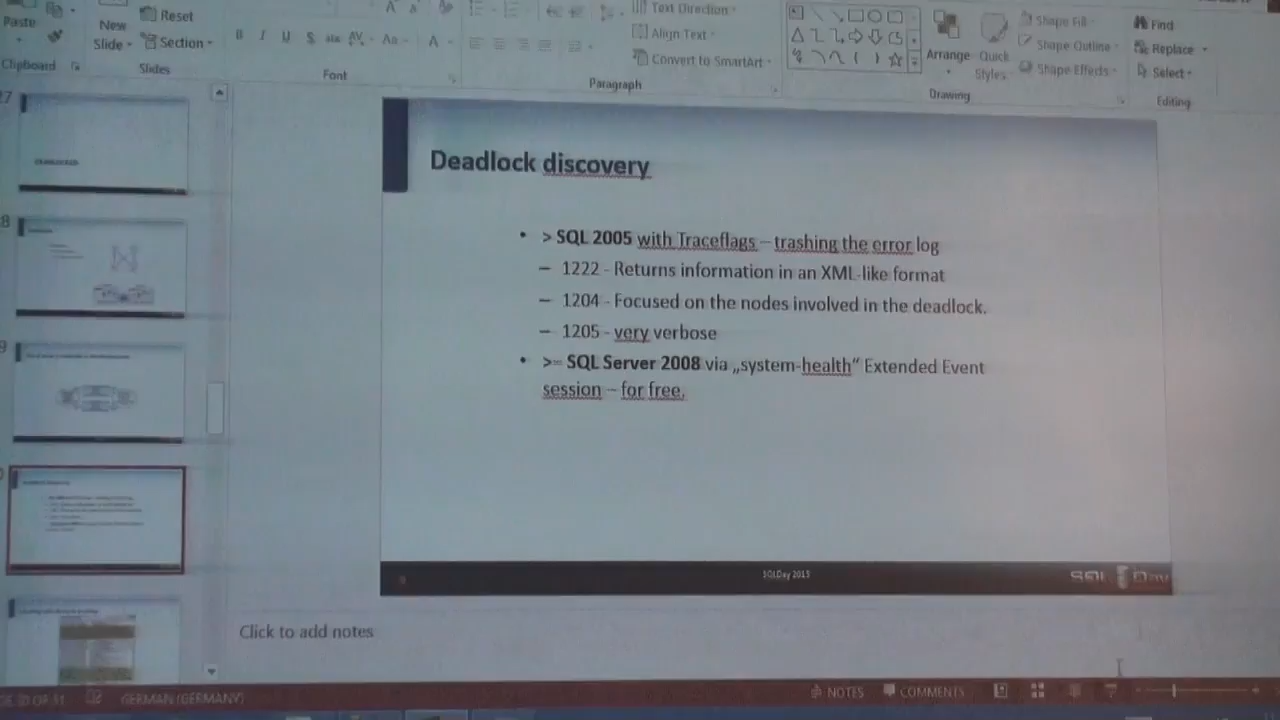 Paste
Clipboard
New
Slide
Reset
Section
Slides
B I U S abc AV Aa A
Font
Text Direction
Align Text
Convert to SmartArt
Paragraph
Arrange
Quick
Styles
Drawing
Shape Fill
Shape Outline
Shape Effects
Find
Replace
Select
Editing
Deadlock discovery
• > SQL 2005 with Traceflags – trashing the error log
– 1222 - Returns information in an XML-like format
– 1204 - Focused on the nodes involved in the deadlock.
– 1205 - very verbose
• >= SQL Server 2008 via „system-health“ Extended Event
session – for free.
SQLDay 2015
Click to add notes
GERMAN (GERMANY)
NOTES
COMMENTS